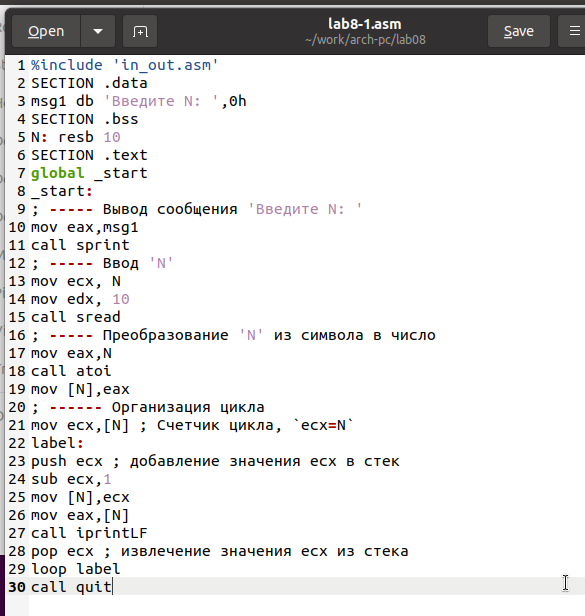 Open
lab8-1.asm
~/work/arch-pc/lab08
Save
1 %include 'in_out.asm'
2 SECTION .data
3 msg1 db 'Введите N: ',0h
4 SECTION .bss
5 N: resb 10
6 SECTION .text
7 global _start
8 _start:
9 ; ----- Вывод сообщения 'Введите N: '
10 mov eax,msg1
11 call sprint
12 ; ----- Ввод 'N'
13 mov ecx, N
14 mov edx, 10
15 call sread
16 ; ----- Преобразование 'N' из символа в число
17 mov eax,N
18 call atoi
19 mov [N],eax
20 ; ------ Организация цикла
21 mov ecx,[N] ; Счетчик цикла, `ecx=N`
22 label:
23 push ecx ; добавление значения ecx в стек
24 sub ecx,1
25 mov [N],ecx
26 mov eax,[N]
27 call iprintLF
28 pop ecx ; извлечение значения ecx из стека
29 loop label
30 call quit